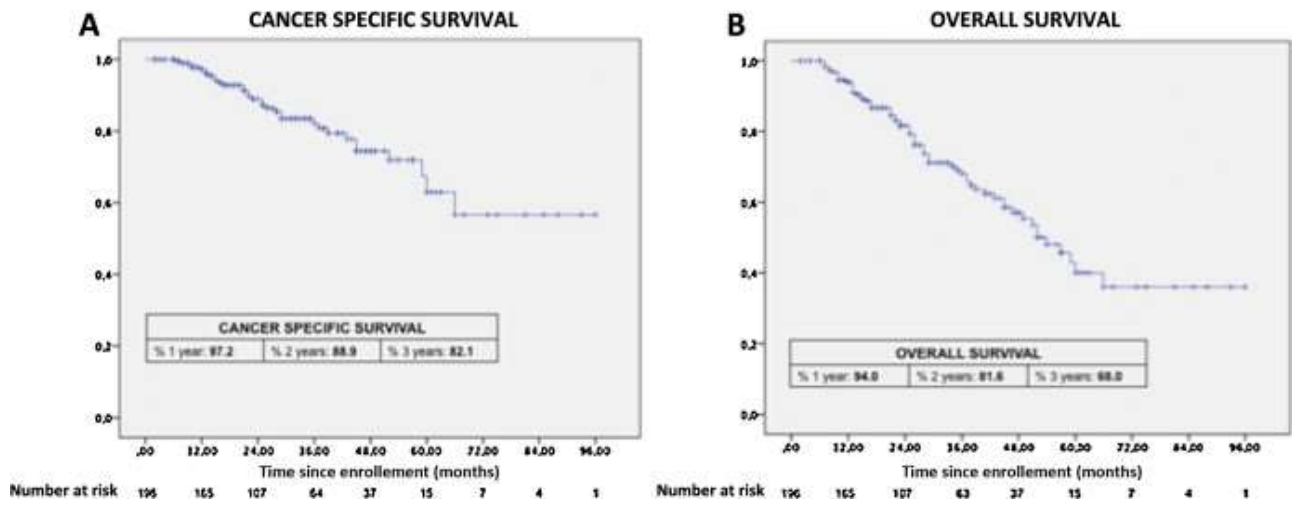 A
CANCER SPECIFIC SURVIVAL
1,0
0,8
0,6
0,4
0,2
0,0
CANCER SPECIFIC SURVIVAL
% 1 year: 97.2 % 2 years: 88.9 % 3 years: 82.1
,00 12,00 24,00 36,00 48,00 60,00 72,00 84,00 96,00
Time since enrollement (months)
Number at risk 196 165 107 64 37 15 7 4 1
B
OVERALL SURVIVAL
1,0
0,8
0,6
0,4
0,2
0,0
OVERALL SURVIVAL
% 1 year: 94.0 % 2 years: 81.6 % 3 years: 68.0
,00 12,00 24,00 36,00 48,00 60,00 72,00 84,00 96,00
Time since enrollement (months)
Number at risk 196 165 107 63 37 15 7 4 1